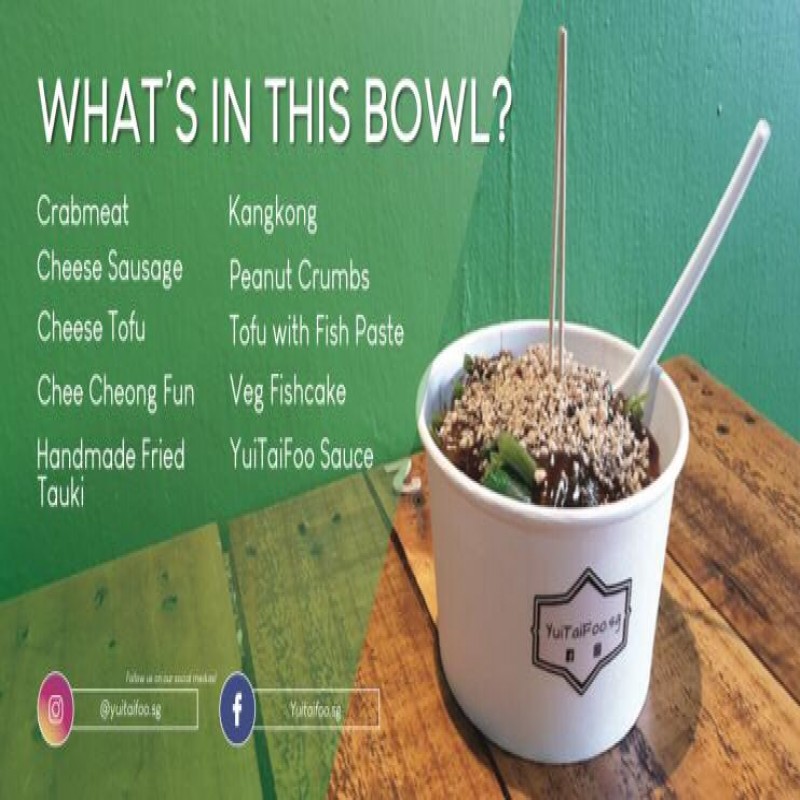 WHAT'S IN THIS BOWL?
Crabmeat
Cheese Sausage
Cheese Tofu
Chee Cheong Fun
Handmade Fried
Tauki
Kangkong
Peanut Crumbs
Tofu with Fish Paste
Veg Fishcake
YuiTaiFoo Sauce
YuiTaiFoo.sg
Follow us on our social medias!
@yuitaifoo.sg
Yuitaifoo.sg